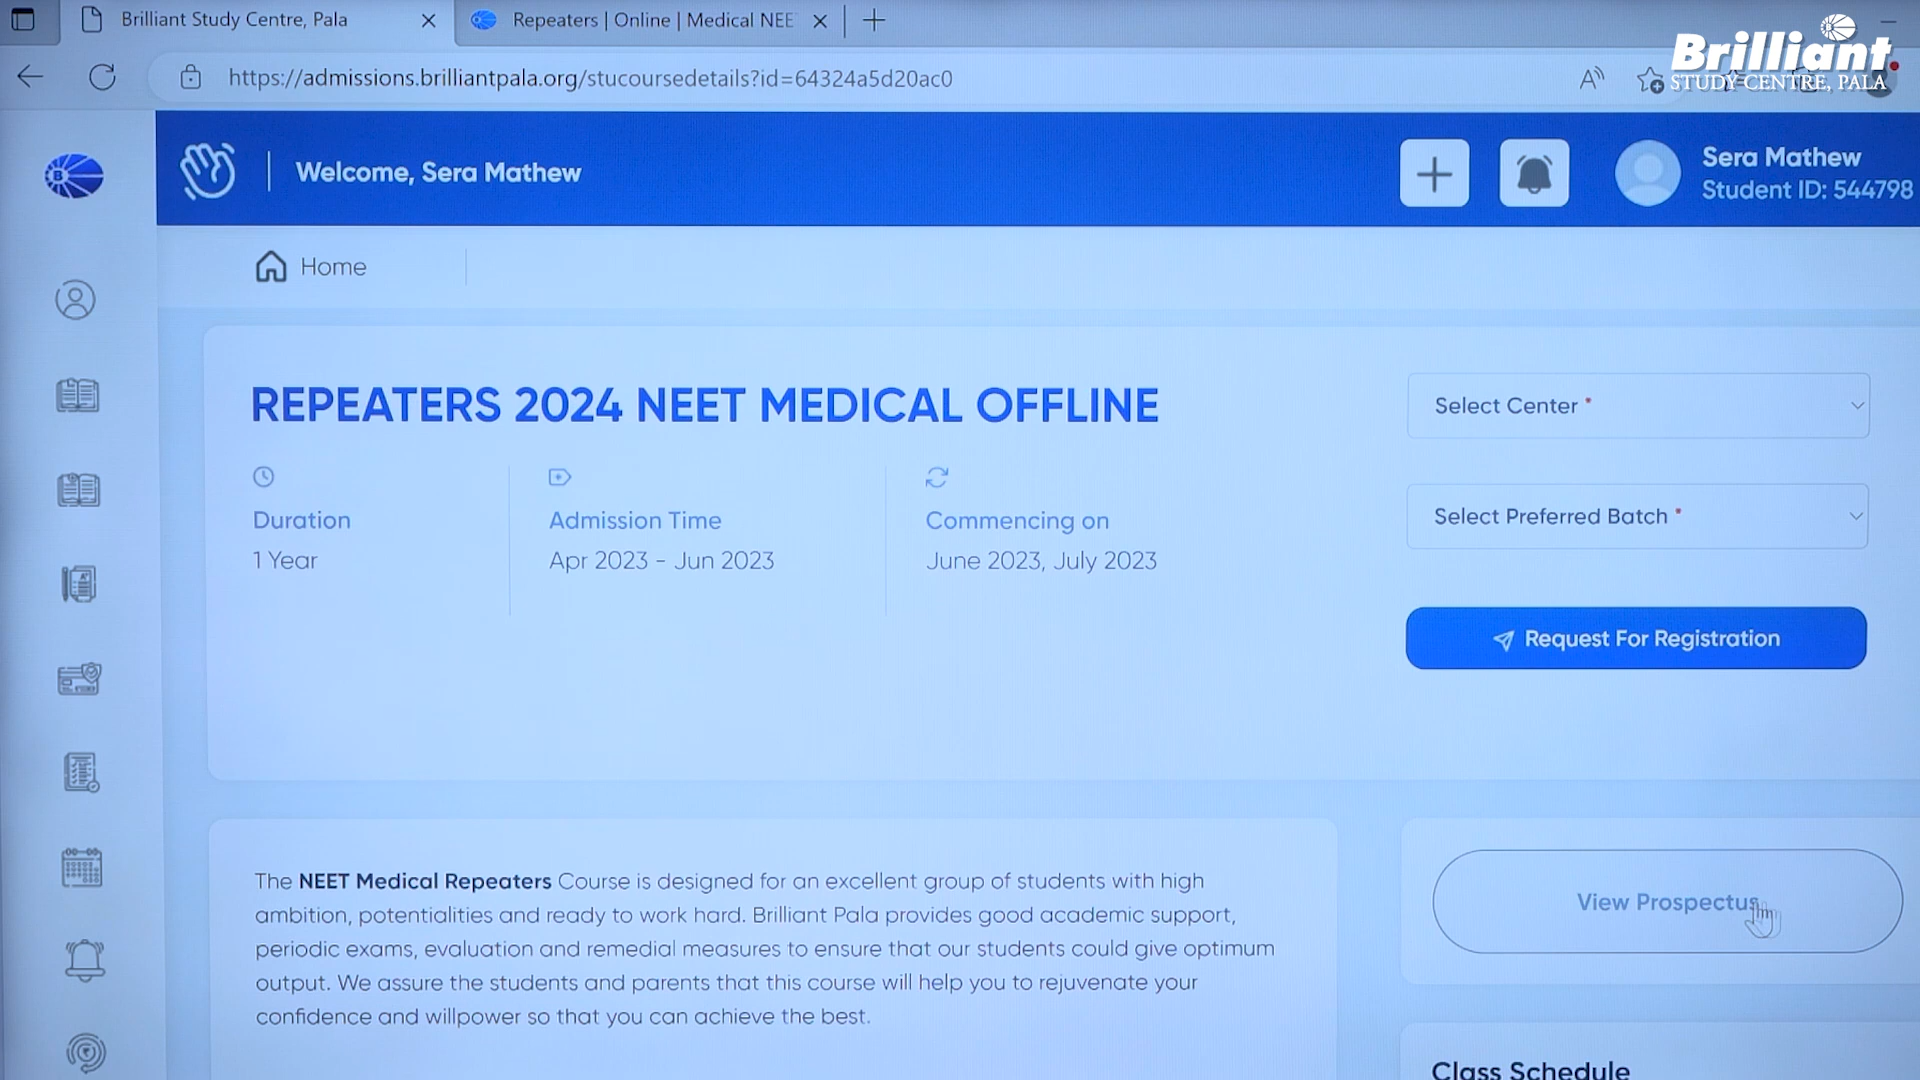 Brilliant Study Centre, Pala
Repeaters | Online | Medical NEE
https://admissions.brilliantpala.org/stucoursedetails?id=64324a5d20ac0
Brilliant
STUDY CENTRE, PALA
Welcome, Sera Mathew
Sera Mathew
Student ID: 544798
Home
REPEATERS 2024 NEET MEDICAL OFFLINE
Select Center *
Duration
1 Year
Admission Time
Apr 2023 - Jun 2023
Commencing on
June 2023, July 2023
Select Preferred Batch *
Request For Registration
The NEET Medical Repeaters Course is designed for an excellent group of students with high
ambition, potentialities and ready to work hard. Brilliant Pala provides good academic support,
periodic exams, evaluation and remedial measures to ensure that our students could give optimum
output. We assure the students and parents that this course will help you to rejuvenate your
confidence and willpower so that you can achieve the best.
View Prospectus
Class Schedule